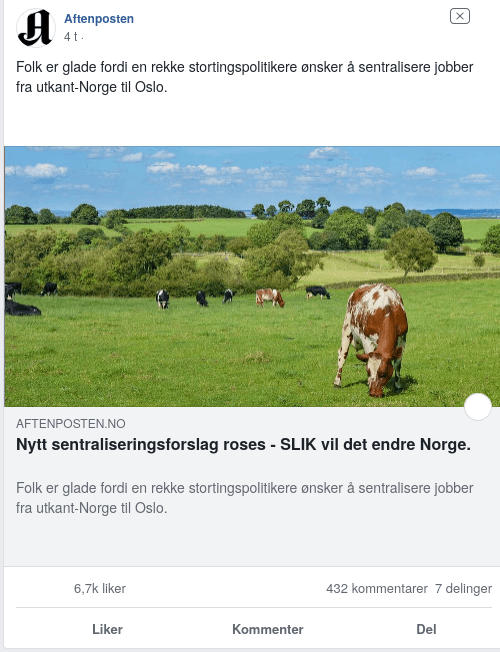 Aftenposten
4 t ·
Folk er glade fordi en rekke stortingspolitikere ønsker å sentralisere jobber
fra utkant-Norge til Oslo.
AFTENPOSTEN.NO
Nytt sentraliseringsforslag roses - SLIK vil det endre Norge.
Folk er glade fordi en rekke stortingspolitikere ønsker å sentralisere jobber
fra utkant-Norge til Oslo.
6,7k liker 432 kommentarer 7 delinger
Liker Kommenter Del